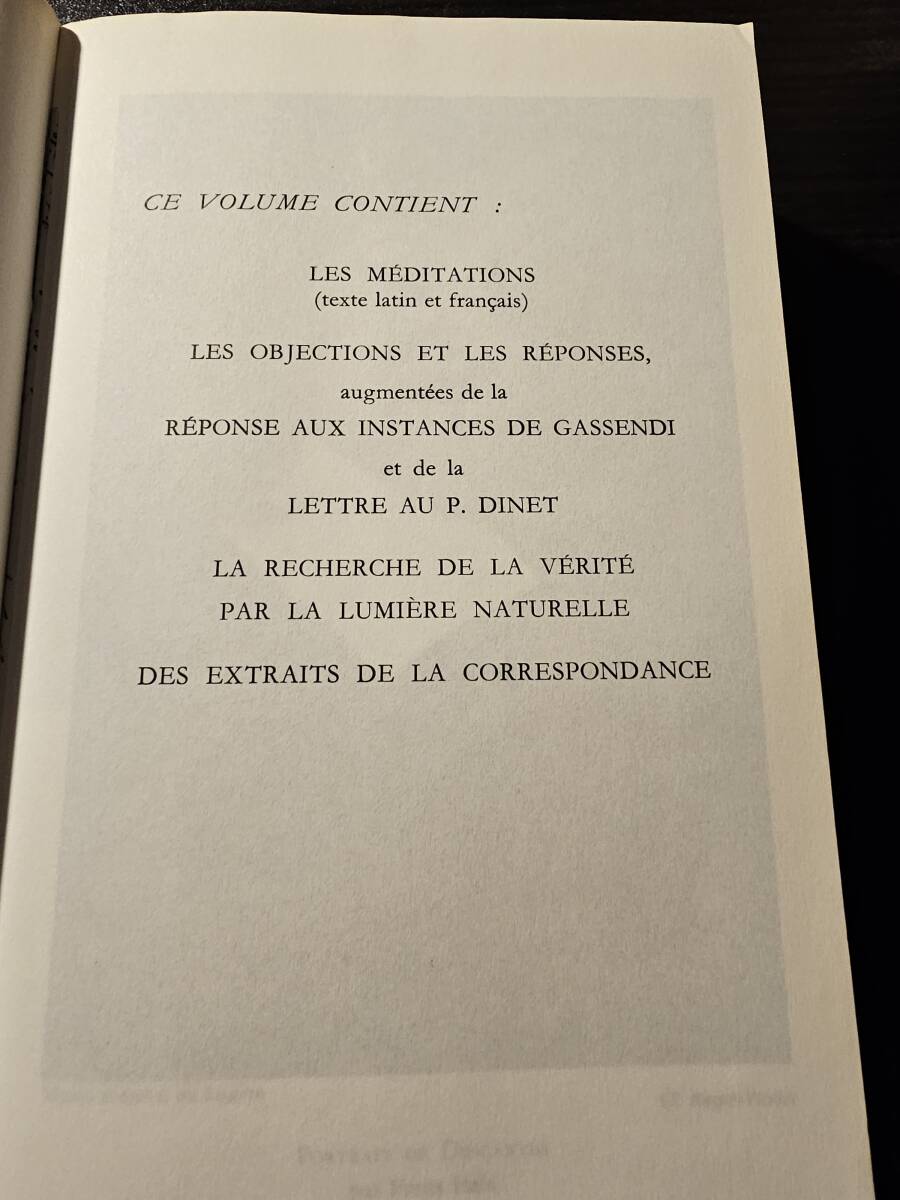 CE VOLUME CONTIENT :
LES MÉDITATIONS
(texte latin et français)
LES OBJECTIONS ET LES RÉPONSES,
augmentées de la
RÉPONSE AUX INSTANCES DE GASSENDI
et de la
LETTRE AU P. DINET
LA RECHERCHE DE LA VÉRITÉ
PAR LA LUMIÈRE NATURELLE
DES EXTRAITS DE LA CORRESPONDANCE